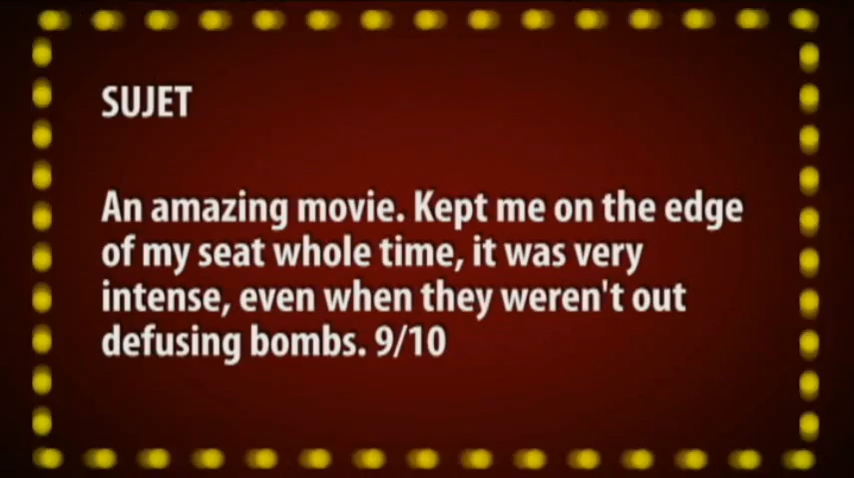 SUJET
An amazing movie. Kept me on the edge
of my seat whole time, it was very
intense, even when they weren't out
defusing bombs. 9/10